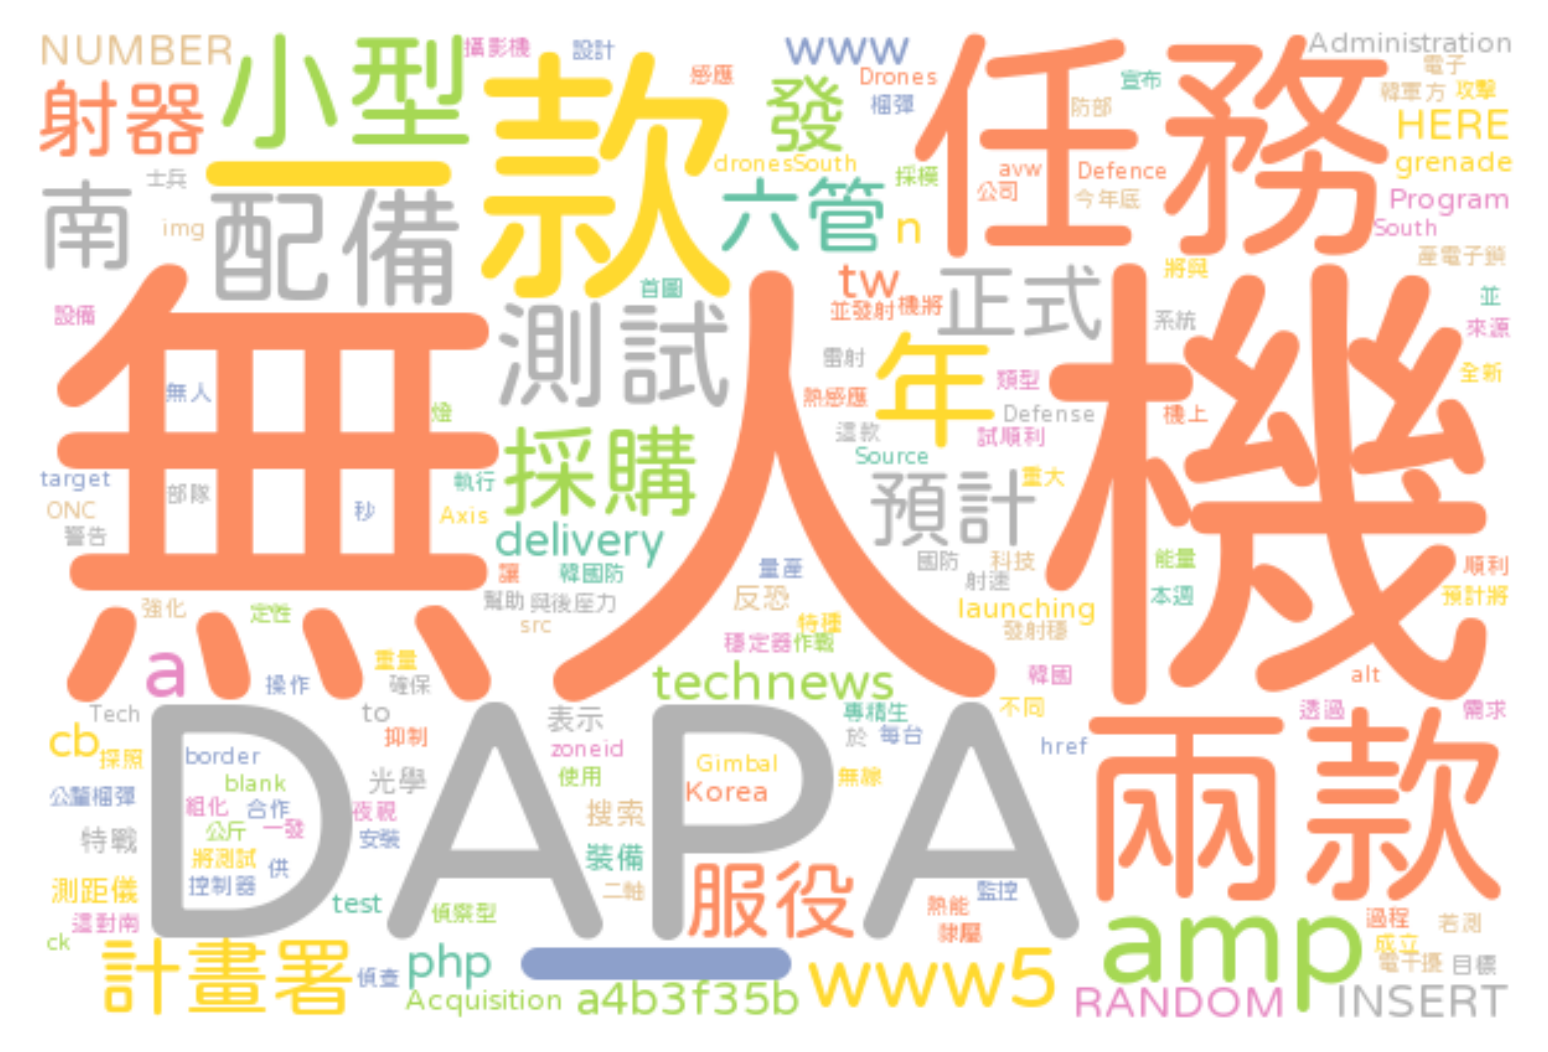 NUMBER
小型
攝影機
設計
款
感應
www
Drones
榴彈
發
任務
宣布
防部
Administration
電子
韓軍方
攻擊
HERE
grenade
射器
一
士兵
南
img
配備
dronesSouth
採模
六管
n
avw
公司
Defence
今年底
Program
South
產電子鎖
將與
首圖
tw
並發射
機將
正式
系統
並
來源
設備
無人機
測試
雷射
年
類型
全新
無人
燈
熱感應
這款
Defense
機上
試順利
Source
採購
預計
重大
target
部隊
執行
ONC
秒
Axis
警告
delivery
讓
韓國防
量產
國防
科技
射速
能量
順利
本週
預計將
強化
定性
幫助
與後座力
src
反恐
特種
launching
發射穩
穩定器
作戰
a
重量
操作
確保
technews
韓國
alt
Tech
to
DAPA
表示
專精生
不同
透過
需求
cb
探照
抑制
zoneid
於
每台
href
兩款
border
blank
光學
使用
Gimbal
Korea
無線
公釐榴彈
組化
合作
夜視
搜索
公斤
一發
安裝
特戰
將測試
供
裝備
控制器
測距儀
二軸
服役
熱能
監控
test
偵察型
這對南
隸屬
amp
過程
若測
ck
成立
計畫署
偵查
php
一
www5
電干擾
目標
Acquisition
a4b3f35b
RANDOM
INSERT